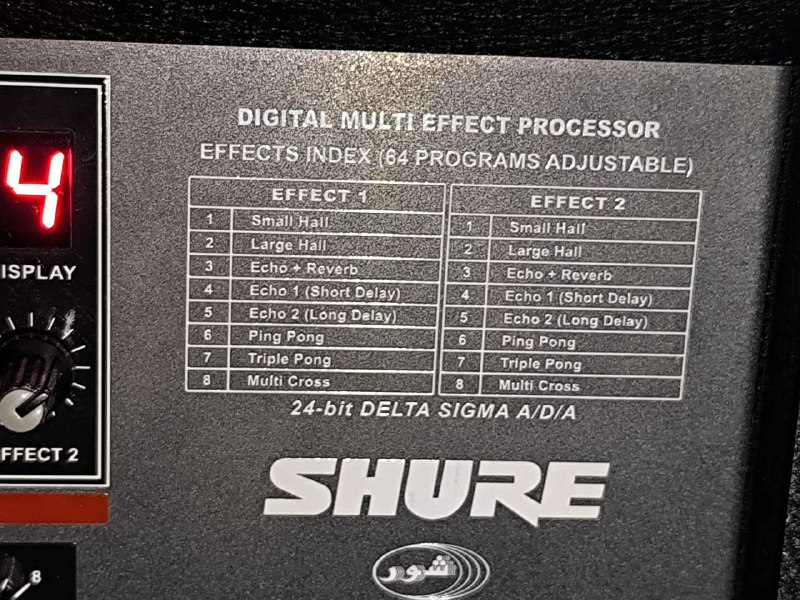 DIGITAL MULTI EFFECT PROCESSOR
EFFECTS INDEX (64 PROGRAMS ADJUSTABLE)
EFFECT 1
1 Small Hall
2 Large Hall
3 Echo + Reverb
4 Echo 1 (Short Delay)
5 Echo 2 (Long Delay)
6 Ping Pong
7 Triple Pong
8 Multi Cross
EFFECT 2
1 Small Hall
2 Large Hall
3 Echo + Reverb
4 Echo 1 (Short Delay)
5 Echo 2 (Long Delay)
6 Ping Pong
7 Triple Pong
8 Multi Cross
24-bit DELTA SIGMA A/D/A
SHURE
شور
4
ISPLAY
FFECT 2
8